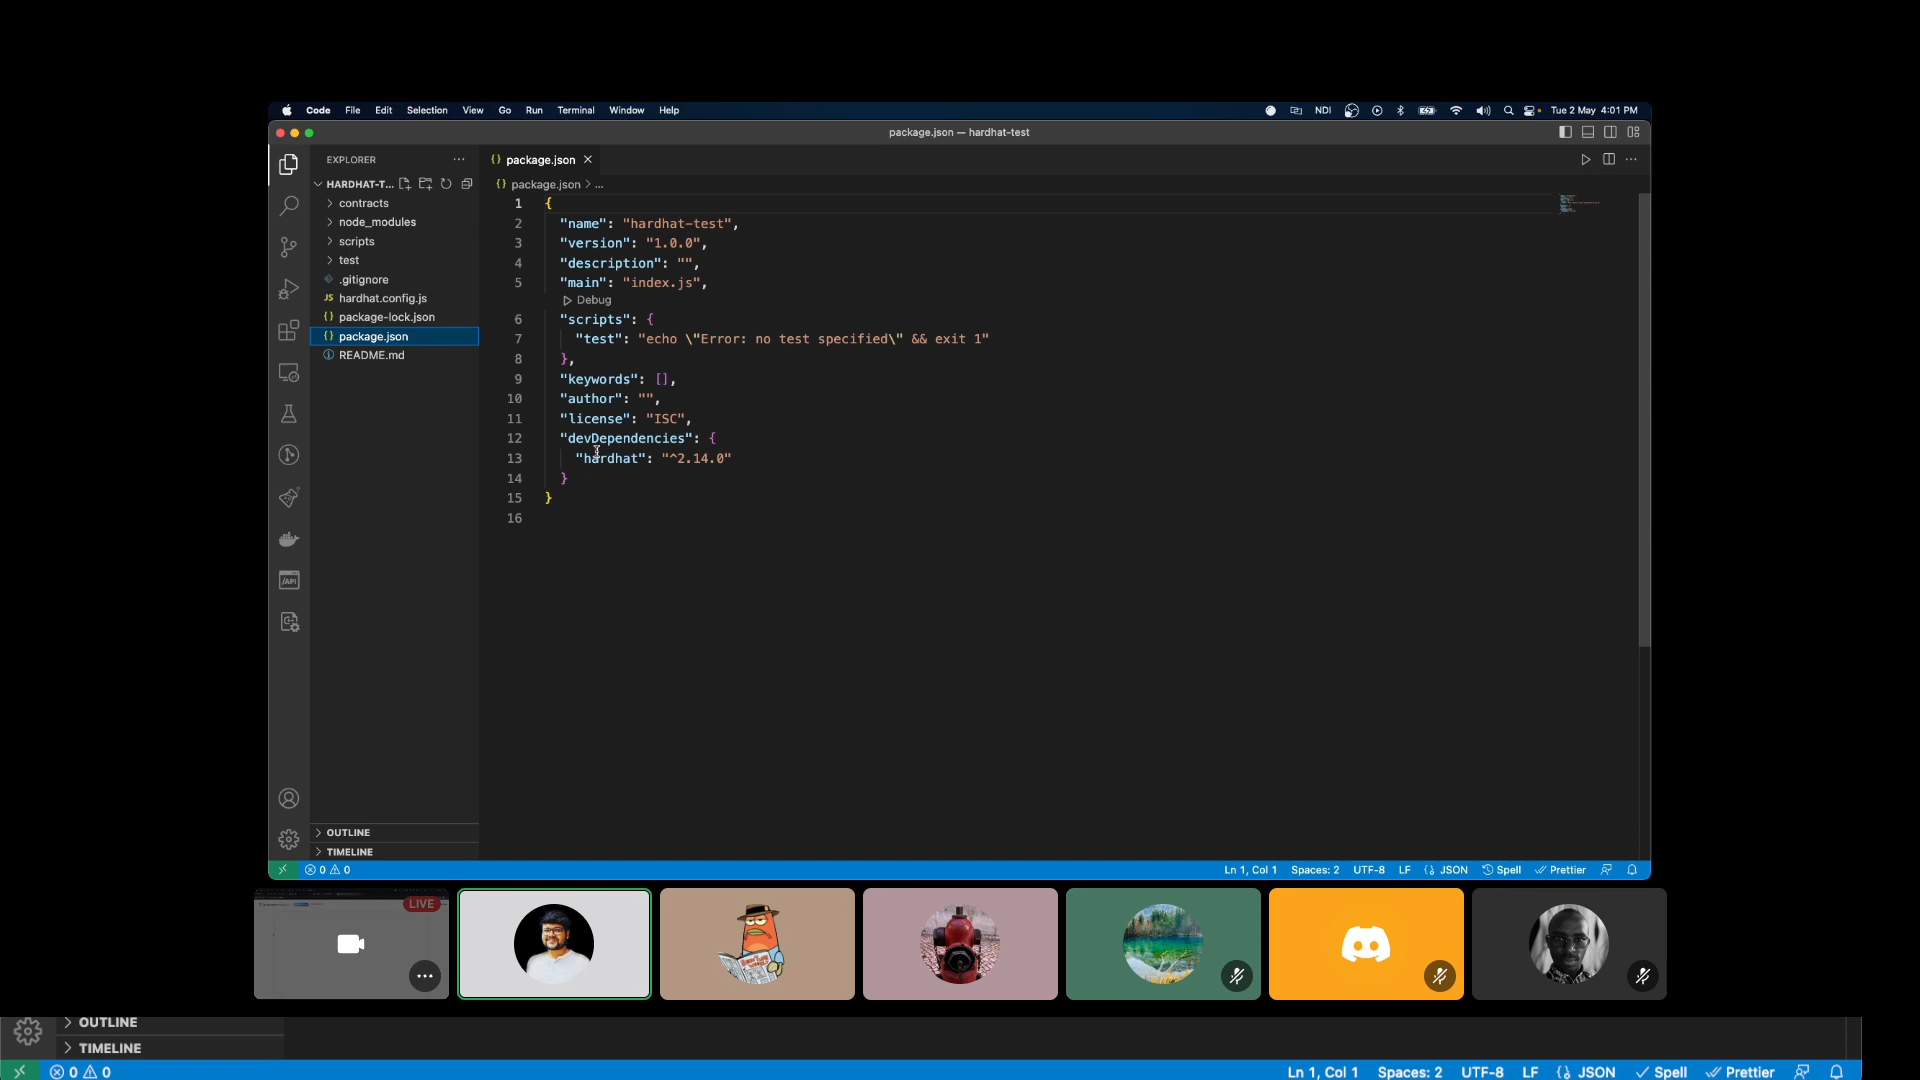 Code File Edit Selection View Go Run Terminal Window Help NDI Tue 2 May 4:01 PM
package.json — hardhat-test
EXPLORER
package.json
HARDHAT-T...
package.json > ...
contracts
node_modules
scripts
test
.gitignore
JS hardhat.config.js
package-lock.json
package.json
README.md
1 {
2 "name": "hardhat-test",
3 "version": "1.0.0",
4 "description": "",
5 "main": "index.js",
Debug
6 "scripts": {
7 "test": "echo \"Error: no test specified\" && exit 1"
8 },
9 "keywords": [],
10 "author": "",
11 "license": "ISC",
12 "devDependencies": {
13 "hardhat": "^2.14.0"
14 }
15 }
16
/API
OUTLINE
TIMELINE
0 0 Ln 1, Col 1 Spaces: 2 UTF-8 LF {} JSON Spell Prettier
LIVE
OUTLINE
TIMELINE
0 0 Ln 1, Col 1 Spaces: 2 UTF-8 LF {} JSON Spell Prettier